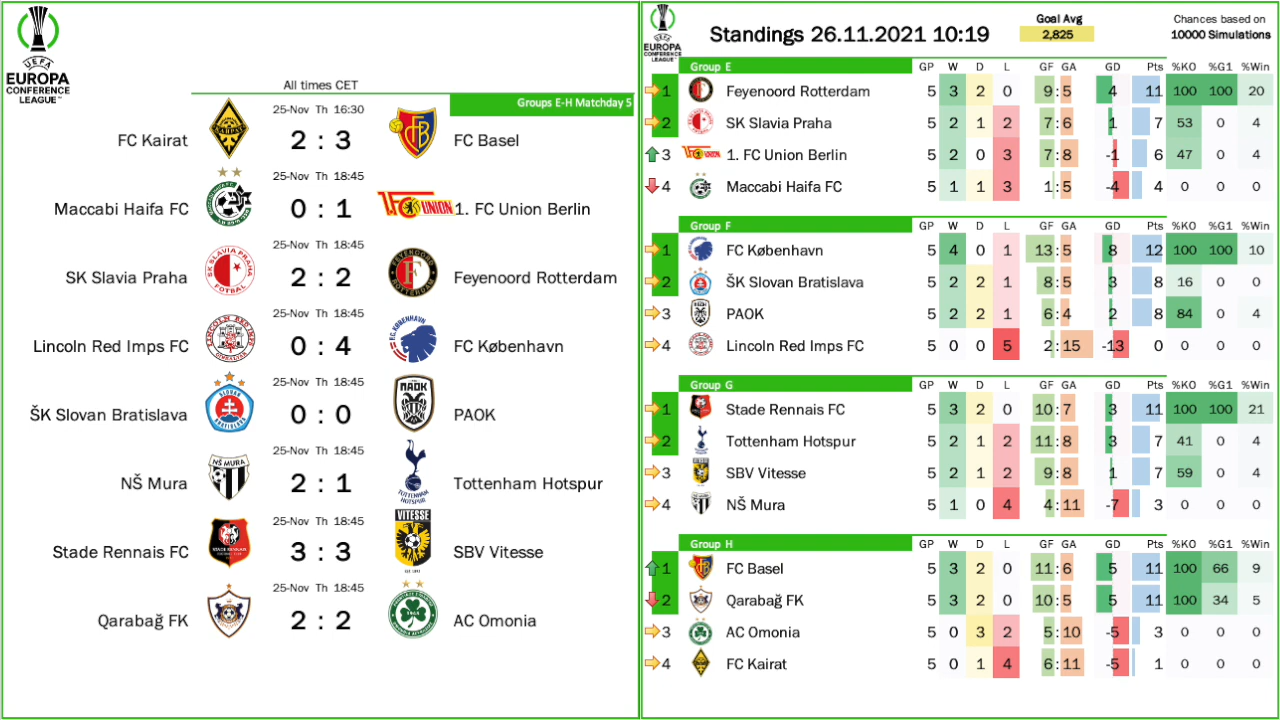 UEFA
EUROPA
CONFERENCE
LEAGUE™
All times CET
Groups E-H Matchday 5
25-Nov Th 16:30
FC Kairat 2 : 3 FC Basel
25-Nov Th 18:45
Maccabi Haifa FC 0 : 1 1. FC Union Berlin
25-Nov Th 18:45
SK Slavia Praha 2 : 2 Feyenoord Rotterdam
25-Nov Th 18:45
Lincoln Red Imps FC 0 : 4 FC København
25-Nov Th 18:45
ŠK Slovan Bratislava 0 : 0 PAOK
25-Nov Th 18:45
NŠ Mura 2 : 1 Tottenham Hotspur
25-Nov Th 18:45
Stade Rennais FC 3 : 3 SBV Vitesse
25-Nov Th 18:45
Qarabağ FK 2 : 2 AC Omonia
UEFA
EUROPA
CONFERENCE
LEAGUE™
Standings 26.11.2021 10:19
Goal Avg
2,825
Chances based on
10000 Simulations
Group E GP W D L GF GA GD Pts %KO %G1 %Win
1 Feyenoord Rotterdam 5 3 2 0 9 : 5 4 11 100 100 20
2 SK Slavia Praha 5 2 1 2 7 : 6 1 7 53 0 4
3 1. FC Union Berlin 5 2 0 3 7 : 8 -1 6 47 0 4
4 Maccabi Haifa FC 5 1 1 3 1 : 5 -4 4 0 0 0
Group F GP W D L GF GA GD Pts %KO %G1 %Win
1 FC København 5 4 0 1 13 : 5 8 12 100 100 10
2 ŠK Slovan Bratislava 5 2 2 1 8 : 5 3 8 16 0 0
3 PAOK 5 2 2 1 6 : 4 2 8 84 0 4
4 Lincoln Red Imps FC 5 0 0 5 2 : 15 -13 0 0 0 0
Group G GP W D L GF GA GD Pts %KO %G1 %Win
1 Stade Rennais FC 5 3 2 0 10 : 7 3 11 100 100 21
2 Tottenham Hotspur 5 2 1 2 11 : 8 3 7 41 0 4
3 SBV Vitesse 5 2 1 2 9 : 8 1 7 59 0 4
4 NŠ Mura 5 1 0 4 4 : 11 -7 3 0 0 0
Group H GP W D L GF GA GD Pts %KO %G1 %Win
1 FC Basel 5 3 2 0 11 : 6 5 11 100 66 9
2 Qarabağ FK 5 3 2 0 10 : 5 5 11 100 34 5
3 AC Omonia 5 0 3 2 5 : 10 -5 3 0 0 0
4 FC Kairat 5 0 1 4 6 : 11 -5 1 0 0 0